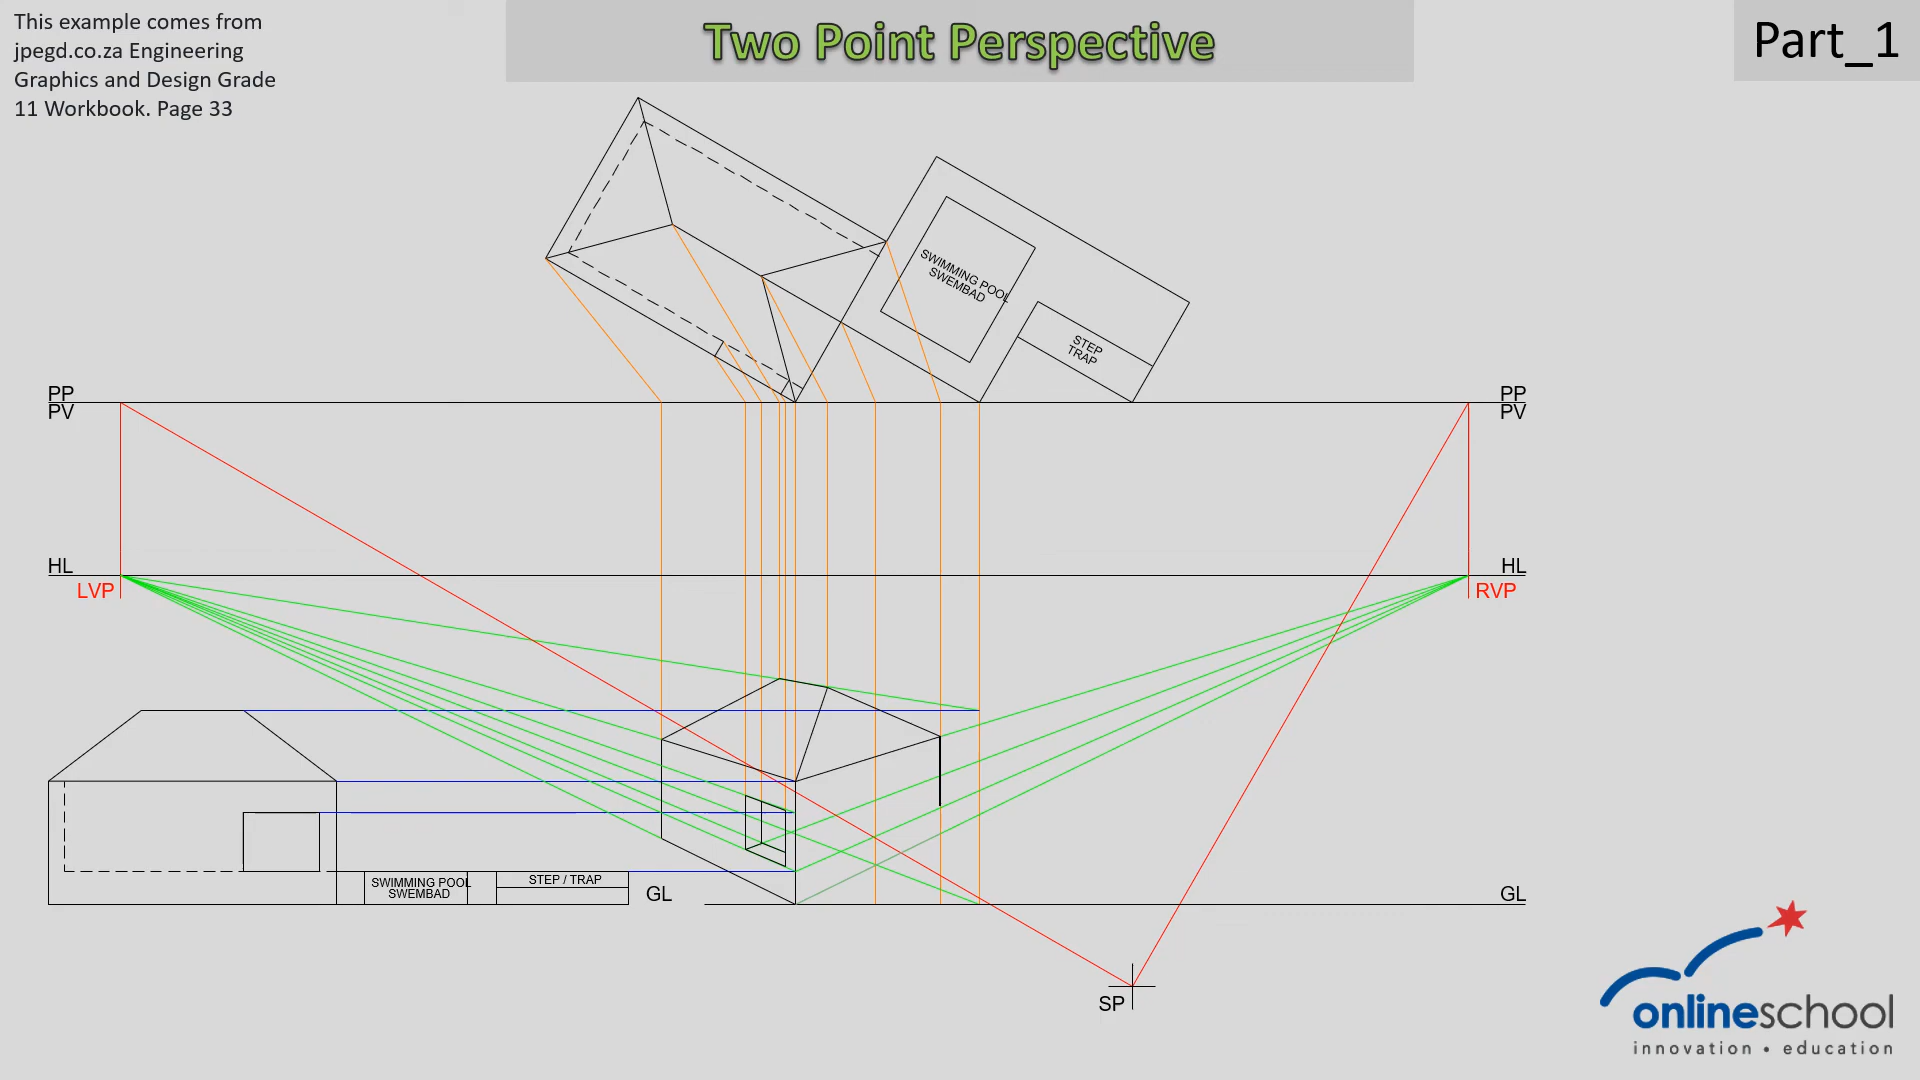 This example comes from
jpegd.co.za Engineering
Graphics and Design Grade
11 Workbook. Page 33
Two Point Perspective
Part_1
SWIMMING POOL
SWEMBAD
STEP
TRAP
PP
PV
PP
PV
HL
HL
LVP
RVP
SWIMMING POOL
SWEMBAD
STEP / TRAP
GL
GL
SP
onlineschool
innovation • education